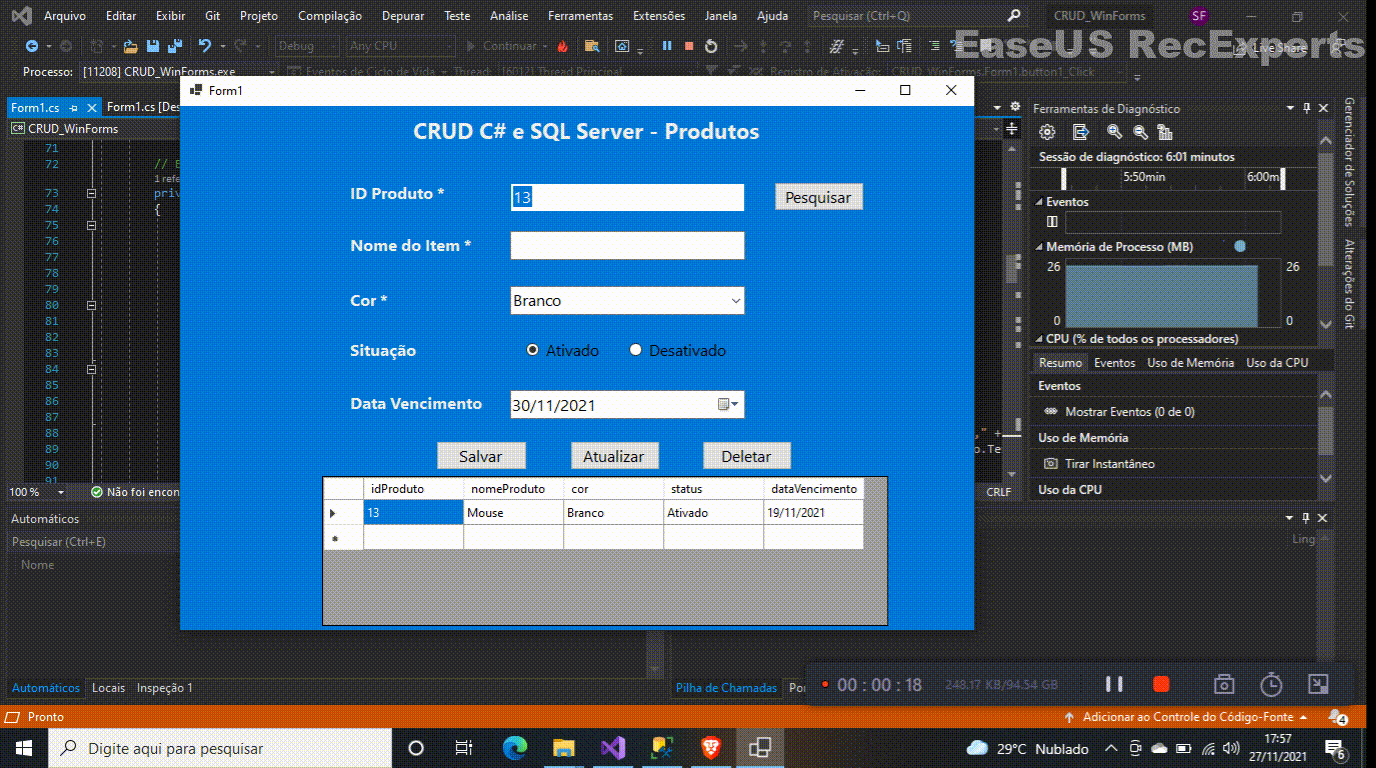 Arquivo Editar Exibir Git Projeto Compilação Depurar Teste Análise Ferramentas Extensões Janela Ajuda Pesquisar (Ctrl+Q) CRUD_WinForms SF
Debug Any CPU Continuar Live Share
EaseUS RecExperts
Processo: [11208] CRUD_WinForms.exe Eventos de Ciclo de Vida Thread: [6012] Thread Principal Registro de Ativação: CRUD_WinForms.Form1.button1_Click
Form1
Form1.cs Form1.cs [Des
C# CRUD_WinForms
71
72 // E
1 refe
73 priv
74 {
75
76
77
78
79
80
81
82
83
84
85
86
87
88
89
90
91
," +
o.Te
100 % Não foi encon
CRLF
CRUD C# e SQL Server - Produtos
ID Produto * 13 Pesquisar
Nome do Item *
Cor * Branco
Situação Ativado Desativado
Data Vencimento 30/11/2021
Salvar Atualizar Deletar
idProduto nomeProduto cor status dataVencimento
13 Mouse Branco Ativado 19/11/2021
Ferramentas de Diagnóstico
Sessão de diagnóstico: 6:01 minutos
5:50min 6:00m
Eventos
Memória de Processo (MB)
26 26
0 0
CPU (% de todos os processadores)
Resumo Eventos Uso de Memória Uso da CPU
Eventos
Mostrar Eventos (0 de 0)
Uso de Memória
Tirar Instantâneo
Uso da CPU
Gerenciador de Soluções
Alterações do Git
Automáticos
Pesquisar (Ctrl+E)
Nome
Ling
Automáticos Locais Inspeção 1
Pilha de Chamadas Po
00 : 00 : 18 248.17 KB/94.54 GB
Pronto
Adicionar ao Controle do Código-Fonte 4
Digite aqui para pesquisar
29°C Nublado
17:57
27/11/2021
6